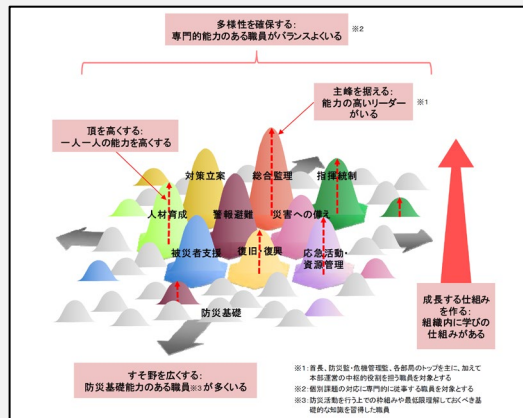 多様性を確保する：
専門的能力のある職員がバランスよくいる
※2
主峰を据える：
能力の高いリーダー
がいる
※1
頂を高くする：
一人一人の能力を高くする
対策立案
総合監理
指揮統制
人材育成
警報避難
災害への備え
被災者支援
復旧・復興
応急活動・
資源管理
防災基礎
成長する仕組み
を作る：
組織内に学びの
仕組みがある
すそ野を広くする：
防災基礎能力のある職員※3が多くいる
※1：首長、防災監・危機管理監、各部局のトップを主に、加えて
本部運営の中核的役割を担う職員を対象とする
※2：個別課題の対応に専門的に従事する職員を対象とする
※3：防災活動を行う上での枠組みや最低限理解しておくべき基
礎的な知識を習得した職員